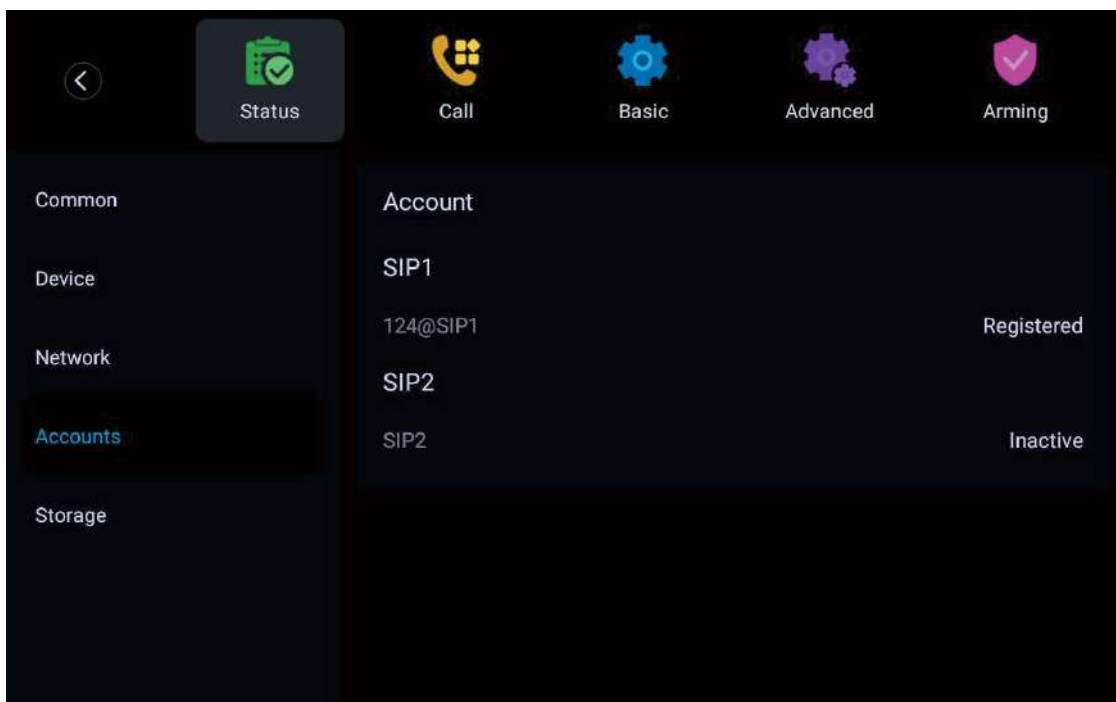 Status
Call
Basic
Advanced
Arming
Common
Device
Network
Accounts
Storage
Account
SIP1
124@SIP1 Registered
SIP2
SIP2 Inactive